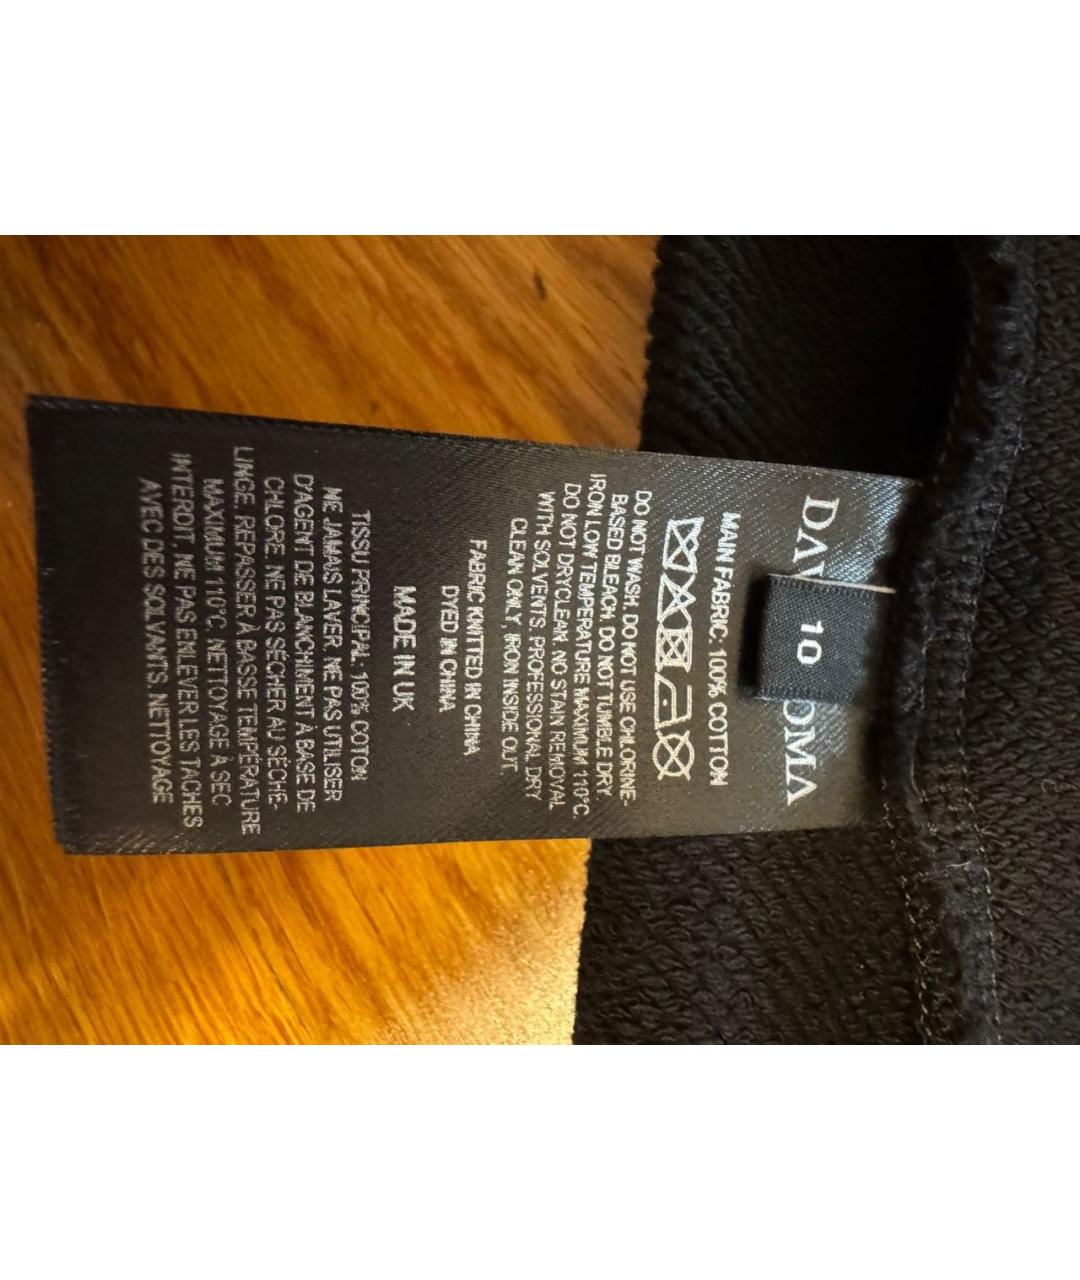 DAV OMA
10
MAIN FABRIC: 100% COTTON
DO NOT WASH. DO NOT USE CHLORINE-
BASED BLEACH. DO NOT TUMBLE DRY
IRON LOW TEMPERATURE MAXIMUM 110°C.
DO NOT DRYCLEAN. NO STAIN REMOVAL
WITH SOLVENTS. PROFESSIONAL DRY
CLEAN ONLY, IRON INSIDE OUT.
FABRIC KNITTED IN CHINA
DYED IN CHINA
MADE IN UK
TISSU PRINCIPAL: 100% COTON
NE JAMAIS LAVER. NE PAS UTILISER
D'AGENT DE BLANCHIMENT À BASE DE
CHLORE. NE PAS SÉCHER AU SÈCHE-
LINGE. REPASSER À BASSE TEMPÉRATURE
MAXIMUM 110°C. NETTOYAGE À SEC
INTERDIT. NE PAS ENLEVER LES TACHES
AVEC DES SOLVANTS. NETTOYAGE